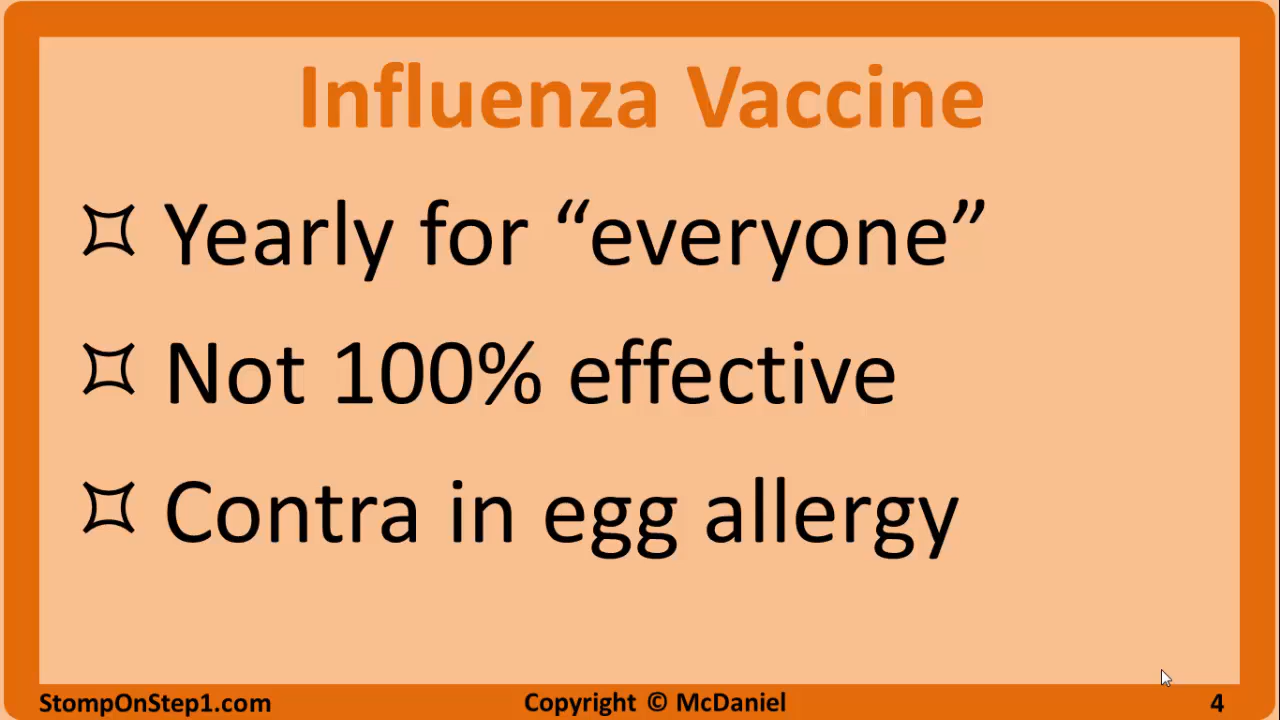 Influenza Vaccine
Yearly for “everyone”
Not 100% effective
Contra in egg allergy
StompOnStep1.com
Copyright © McDaniel
4